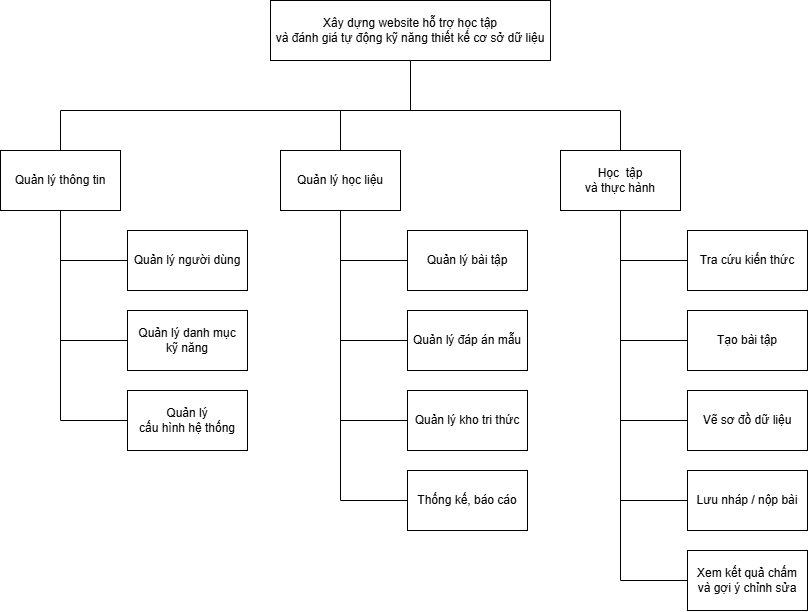 Xây dựng website hỗ trợ học tập
và đánh giá tự động kỹ năng thiết kế cơ sở dữ liệu
Quản lý thông tin
Quản lý học liệu
Học tập
và thực hành
Quản lý người dùng
Quản lý danh mục
kỹ năng
Quản lý
cấu hình hệ thống
Quản lý bài tập
Quản lý đáp án mẫu
Quản lý kho tri thức
Thống kế, báo cáo
Tra cứu kiến thức
Tạo bài tập
Vẽ sơ đồ dữ liệu
Lưu nháp / nộp bài
Xem kết quả chấm
và gợi ý chỉnh sửa